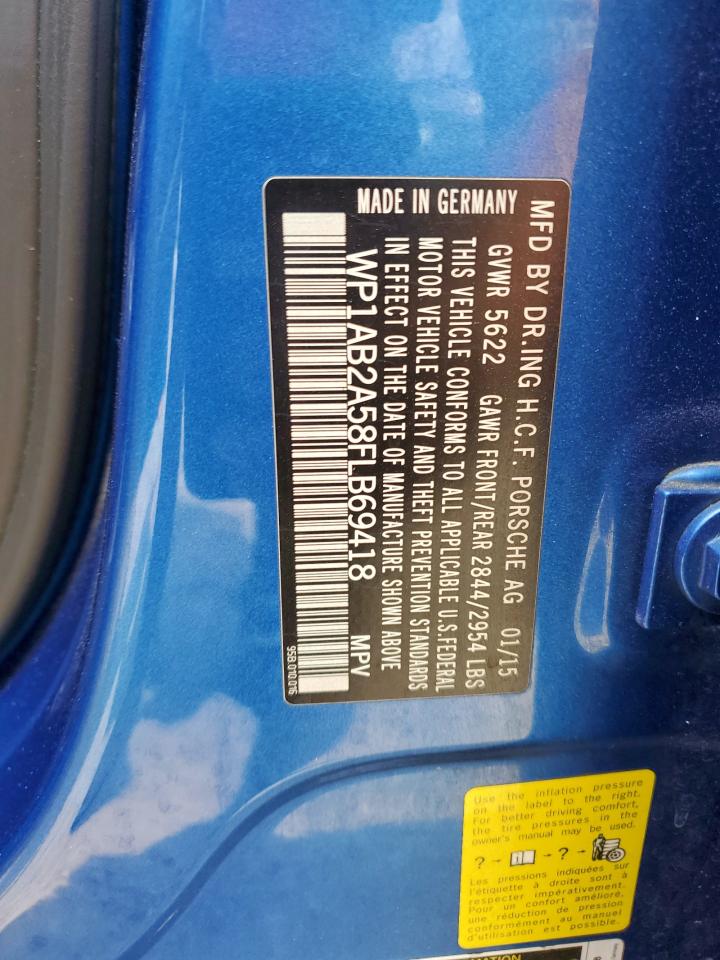 MFD BY DR.ING H.C.F. PORSCHE AG 01/15
GVWR 5622 GAWR FRONT/REAR 2844/2954 LBS
THIS VEHICLE CONFORMS TO ALL APPLICABLE U.S.FEDERAL
MOTOR VEHICLE SAFETY AND THEFT PREVENTION STANDARDS
IN EFFECT ON THE DATE OF MANUFACTURE SHOWN ABOVE
MADE IN GERMANY
WP1AB2A58FLB69418 MPV
95B.010.016
Use the inflation pressure
on the label to the right.
For better driving comfort,
the tire pressures in the
owner's manual may be used.
? → i → ? →
Les pressions indiquées sur
l'étiquette à droite sont à
respecter impérativement.
Pour un confort amélioré,
une réduction de pression
conformément au manuel
d'utilisation est possible.